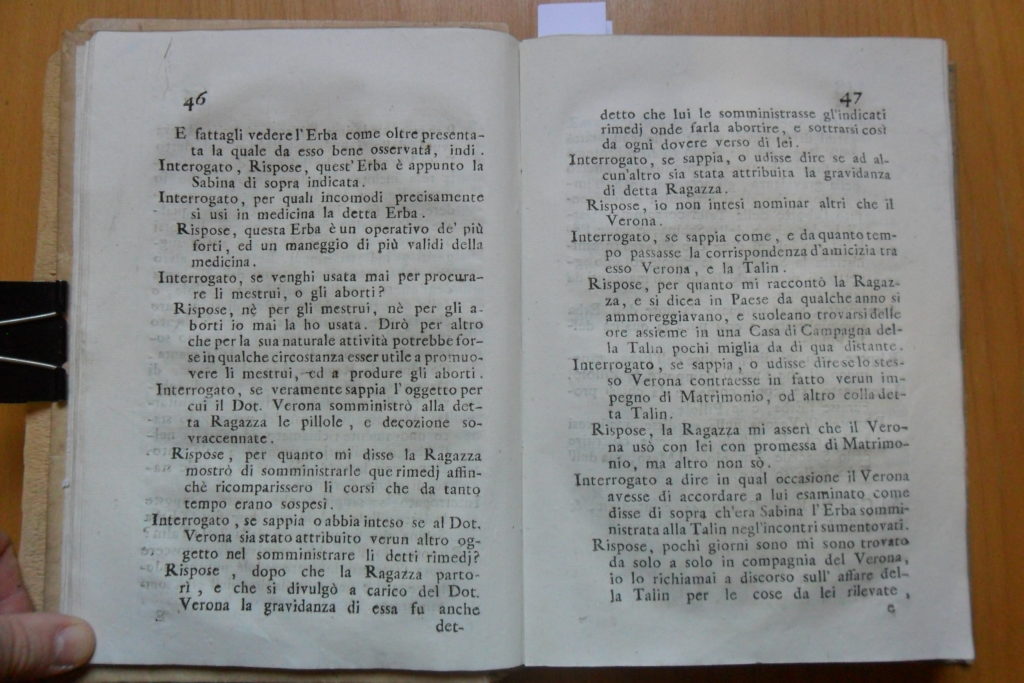 46
E fattagli vedere l'Erba come oltre presenta-
ta la quale da esso bene osservata, indi.
Interrogato, Rispose, quest'Erba è appunto la
Sabina di sopra indicata.
Interrogato, per quali incomodi precisamente
si usi in medicina la detta Erba.
Rispose, questa Erba è un operativo de' più
forti, ed un maneggio di più validi della
medicina.
Interrogato, se venghi usata mai per procura-
re li mestrui, o gli aborti?
Rispose, nè per gli mestrui, nè per gli a-
borti io mai la ho usata. Dirò per altro
che per la sua naturale attività potrebbe for-
se in qualche circostanza esser utile a promuo-
vere li mestrui, ed a produre gli aborti.
Interrogato, se veramente sappia l'oggetto per
cui il Dot. Verona somministrò alla det-
ta Ragazza le pillole, e decozione so-
vraccennate.
Rispose, per quanto mi disse la Ragazza
mostrò di somministrarle que rimedj affin-
chè ricomparissero li corsi che da tanto
tempo erano sospesi.
Interrogato, se sappia o abbia inteso se al Dot.
Verona sia stato attribuito verun altro og-
getto nel somministrare li detti rimedj?
Rispose, dopo che la Ragazza parto-
rì, e che si divulgò a carico del Dot.
Verona la gravidanza di essa fu anche
det-
47
detto che lui le somministrasse gl'indicati
rimedj onde farla abortire, e sottrarsi così
da ogni dovere verso di lei.
Interrogato, se sappia, o udisse dire se ad al-
cun'altro sia stata attribuita la gravidanza
di detta Ragazza.
Rispose, io non intesi nominar altri che il
Verona.
Interrogato, se sappia come, e da quanto tem-
po passasse la corrispondenza d'amicizia tra
esso Verona, e la Talin.
Rispose, per quanto mi raccontò la Ragaz-
za, e si dicea in Paese da qualche anno si
ammoreggiavano, e suoleano trovarsi delle
ore assieme in una Casa di Campagna del-
la Talin pochi miglia da di qua distante.
Interrogato, se sappia, o udisse dire se lo stes-
so Verona contraesse in fatto verun im-
pegno di Matrimonio, od altro colla det-
ta Talin.
Rispose, la Ragazza mi asserì che il Vero-
na usò con lei con promessa di Matrimo-
nio, ma altro non sò.
Interrogato a dire in qual occasione il Verona
avesse di accordare a lui esaminato come
disse di sopra ch'era Sabina l'Erba sommi-
nistrata alla Talin negl'incontri sumentovati.
Rispose, pochi giorni sono mi sono trovato
da solo a solo in compagnia del Verona,
io lo richiamai a discorso sull' affare del-
la Talin per le cose da lei rilevate,
e